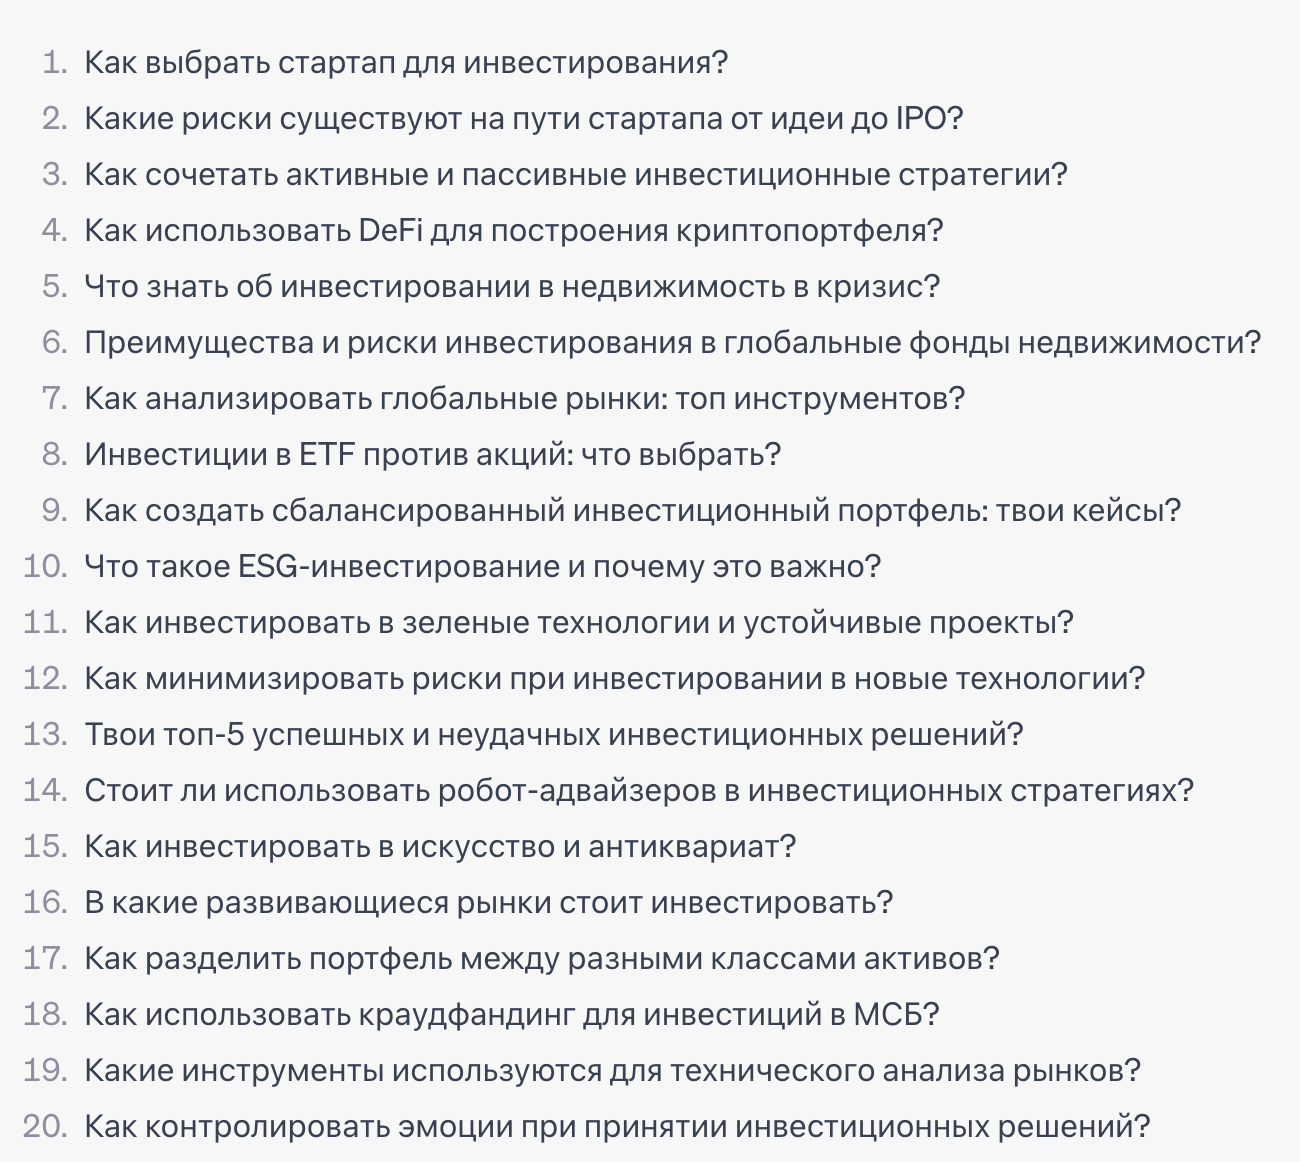 1. Как выбрать стартап для инвестирования?
2. Какие риски существуют на пути стартапа от идеи до IPO?
3. Как сочетать активные и пассивные инвестиционные стратегии?
4. Как использовать DeFi для построения криптопортфеля?
5. Что знать об инвестировании в недвижимость в кризис?
6. Преимущества и риски инвестирования в глобальные фонды недвижимости?
7. Как анализировать глобальные рынки: топ инструментов?
8. Инвестиции в ETF против акций: что выбрать?
9. Как создать сбалансированный инвестиционный портфель: твои кейсы?
10. Что такое ESG-инвестирование и почему это важно?
11. Как инвестировать в зеленые технологии и устойчивые проекты?
12. Как минимизировать риски при инвестировании в новые технологии?
13. Твои топ-5 успешных и неудачных инвестиционных решений?
14. Стоит ли использовать робот-адвайзеров в инвестиционных стратегиях?
15. Как инвестировать в искусство и антиквариат?
16. В какие развивающиеся рынки стоит инвестировать?
17. Как разделить портфель между разными классами активов?
18. Как использовать краудфандинг для инвестиций в МСБ?
19. Какие инструменты используются для технического анализа рынков?
20. Как контролировать эмоции при принятии инвестиционных решений?